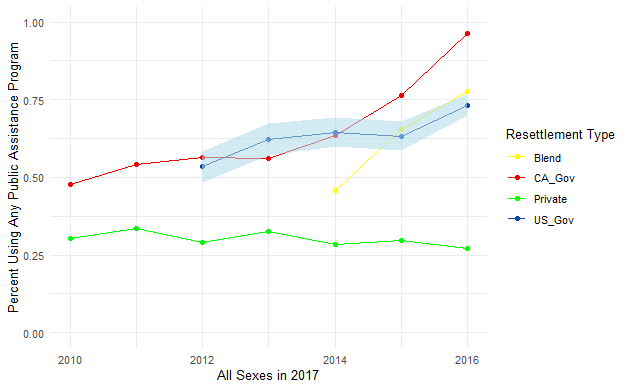 Percent Using Any Public Assistance Program
1.00
0.75
0.50
0.25
0.00
2010 2012 2014 2016
All Sexes in 2017
Resettlement Type
Blend
CA_Gov
Private
US_Gov